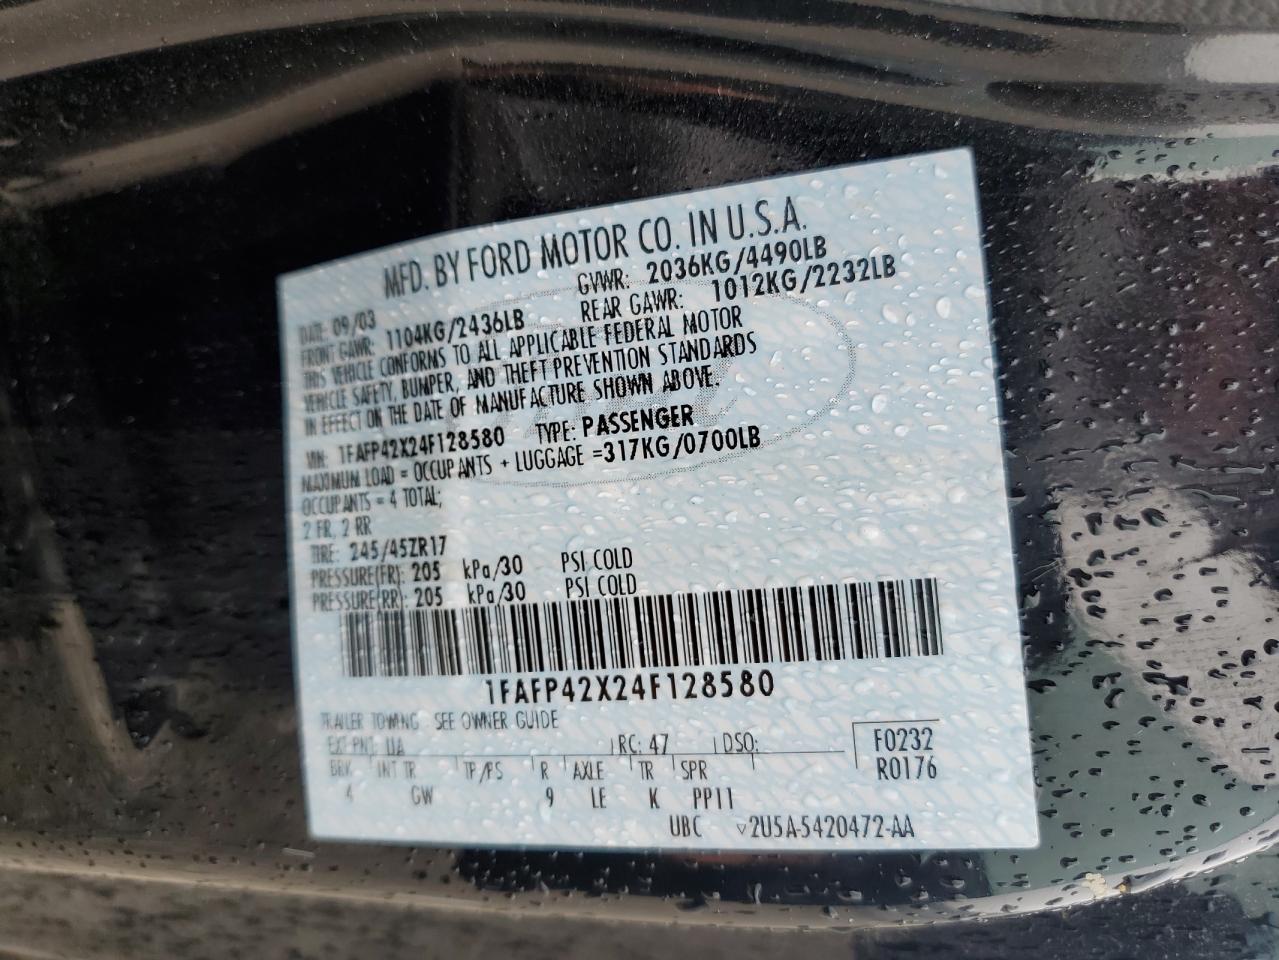 MFD. BY FORD MOTOR CO. IN U.S.A.
DATE: 09/03 GVWR: 2036KG/4490LB
FRONT GAWR: 1104KG/2436LB REAR GAWR: 1012KG/2232LB
THIS VEHICLE CONFORMS TO ALL APPLICABLE FEDERAL MOTOR
VEHICLE SAFETY, BUMPER, AND THEFT PREVENTION STANDARDS
IN EFFECT ON THE DATE OF MANUFACTURE SHOWN ABOVE.
VIN: 1FAFP42X24F128580 TYPE: PASSENGER
MAXIMUM LOAD = OCCUPANTS + LUGGAGE =317KG/0700LB
OCCUPANTS = 4 TOTAL;
2 FR, 2 RR
TIRE: 245/45ZR17
PRESSURE(FR): 205 kPa/30 PSI COLD
PRESSURE(RR): 205 kPa/30 PSI COLD
1FAFP42X24F128580
TRAILER TOWING - SEE OWNER GUIDE
EXT PNT: UA RC: 47 DSO: F0232
BRK INT TR TP/PS R AXLE TR SPR R0176
4 GW 9 LE K PP11
UBC ▽2U5A-5420472-AA